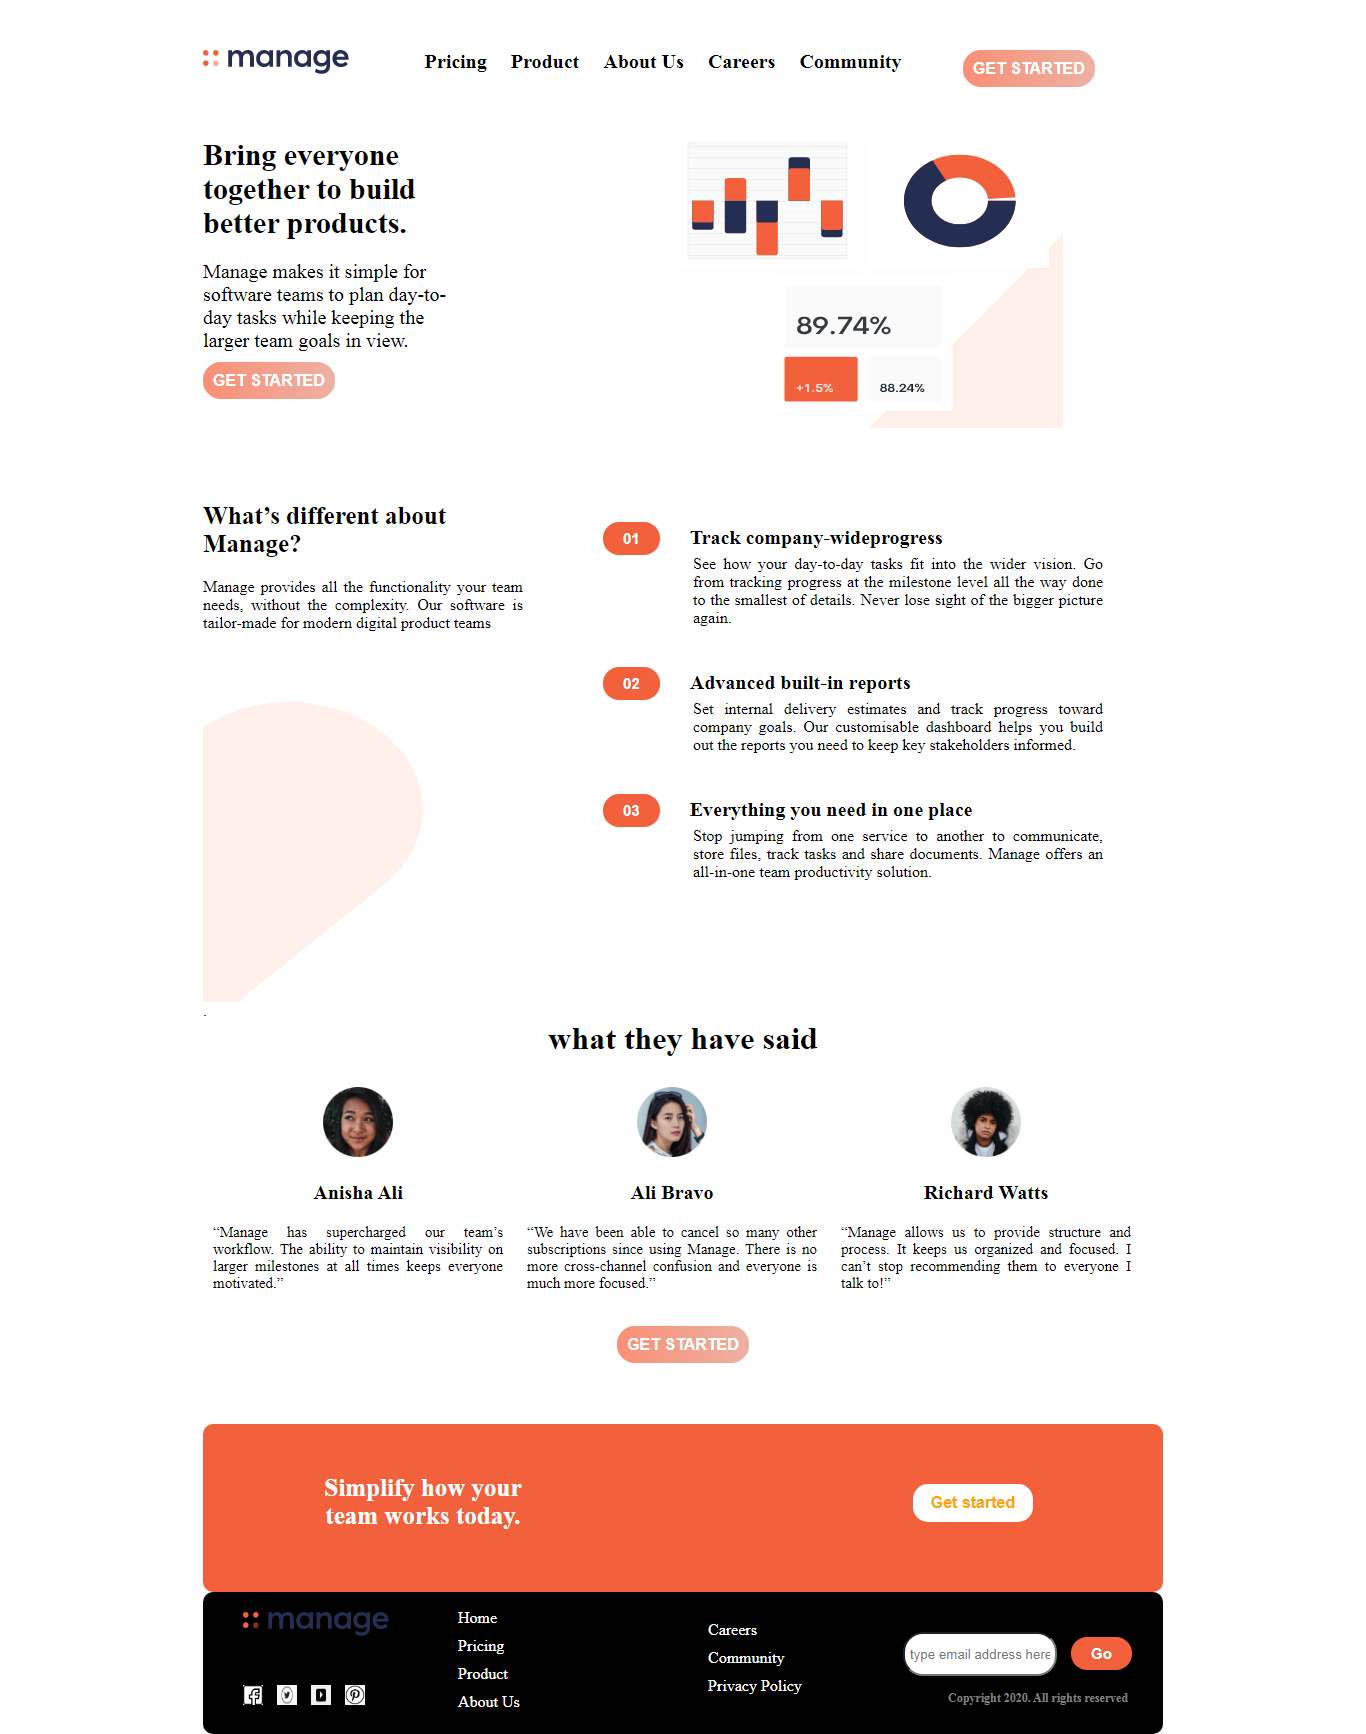 manage
Pricing Product About Us Careers Community
GET STARTED
Bring everyone
together to build
better products.
Manage makes it simple for
software teams to plan day-to-
day tasks while keeping the
larger team goals in view.
GET STARTED
89.74%
+1.5%
88.24%
What’s different about
Manage?
Manage provides all the functionality your team
needs, without the complexity. Our software is
tailor-made for modern digital product teams
01
Track company-wideprogress
See how your day-to-day tasks fit into the wider vision. Go
from tracking progress at the milestone level all the way done
to the smallest of details. Never lose sight of the bigger picture
again.
02
Advanced built-in reports
Set internal delivery estimates and track progress toward
company goals. Our customisable dashboard helps you build
out the reports you need to keep key stakeholders informed.
03
Everything you need in one place
Stop jumping from one service to another to communicate,
store files, track tasks and share documents. Manage offers an
all-in-one team productivity solution.
.
what they have said
Anisha Ali
“Manage has supercharged our team’s
workflow. The ability to maintain visibility on
larger milestones at all times keeps everyone
motivated.”
Ali Bravo
“We have been able to cancel so many other
subscriptions since using Manage. There is no
more cross-channel confusion and everyone is
much more focused.”
Richard Watts
“Manage allows us to provide structure and
process. It keeps us organized and focused. I
can’t stop recommending them to everyone I
talk to!”
GET STARTED
Simplify how your
team works today.
Get started
manage
Home
Pricing
Product
About Us
Careers
Community
Privacy Policy
type email address here
Go
Copyright 2020. All rights reserved